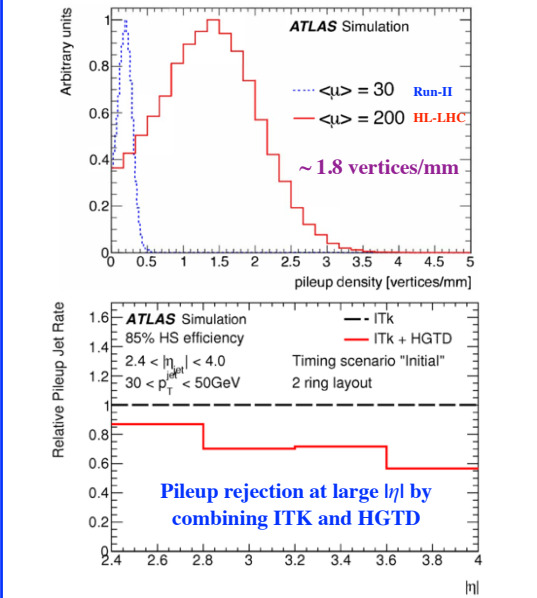 Arbitrary units
ATLAS Simulation
<μ> = 30 Run-II
<μ> = 200 HL-LHC
~ 1.8 vertices/mm
1
0.8
0.6
0.4
0.2
0
0 0.5 1 1.5 2 2.5 3 3.5 4 4.5 5
pileup density [vertices/mm]
Relative Pileup Jet Rate
ATLAS Simulation
85% HS efficiency
2.4 < |η_jet| < 4.0
30 < p_T^jet < 50GeV
ITk
ITk + HGTD
Timing scenario "Initial"
2 ring layout
1.6
1.4
1.2
1
0.8
0.6
0.4
0.2
0
Pileup rejection at large |η| by
combining ITK and HGTD
2.4 2.6 2.8 3 3.2 3.4 3.6 3.8 4
|η|